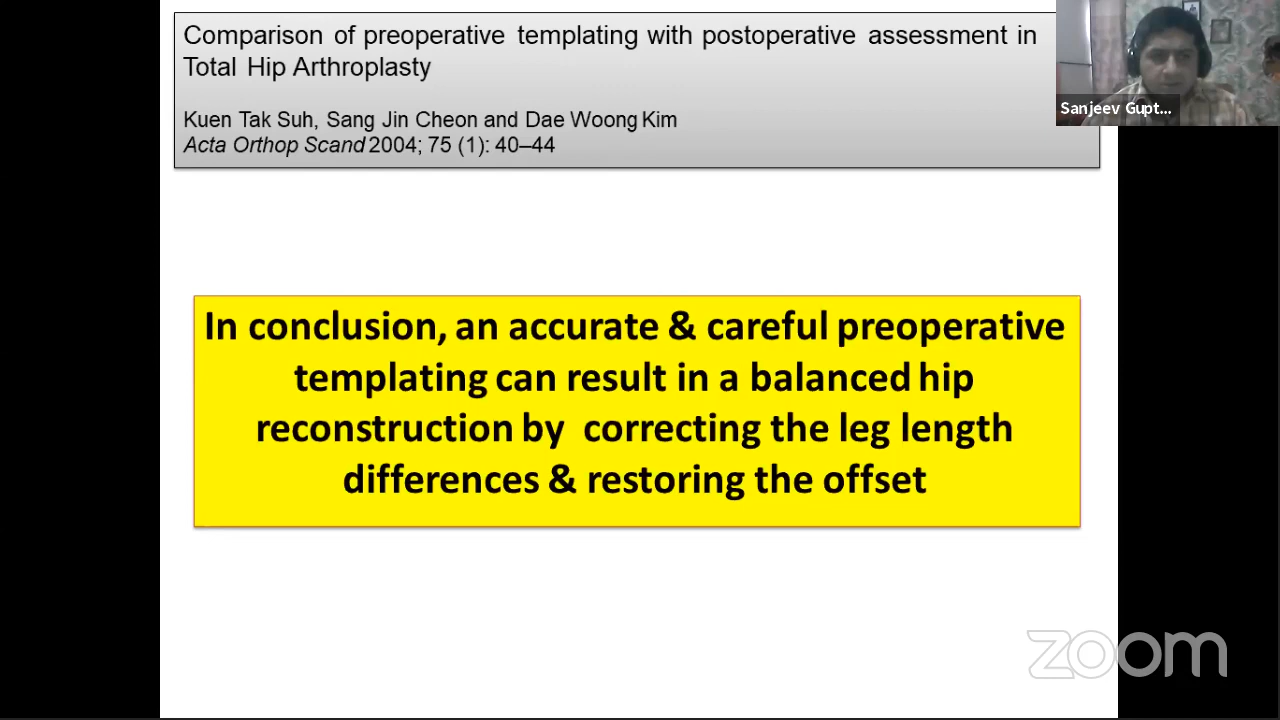 Comparison of preoperative templating with postoperative assessment in
Total Hip Arthroplasty
Kuen Tak Suh, Sang Jin Cheon and Dae Woong Kim
Acta Orthop Scand 2004; 75 (1): 40–44
Sanjeev Gupt...
In conclusion, an accurate & careful preoperative
templating can result in a balanced hip
reconstruction by correcting the leg length
differences & restoring the offset
zoom